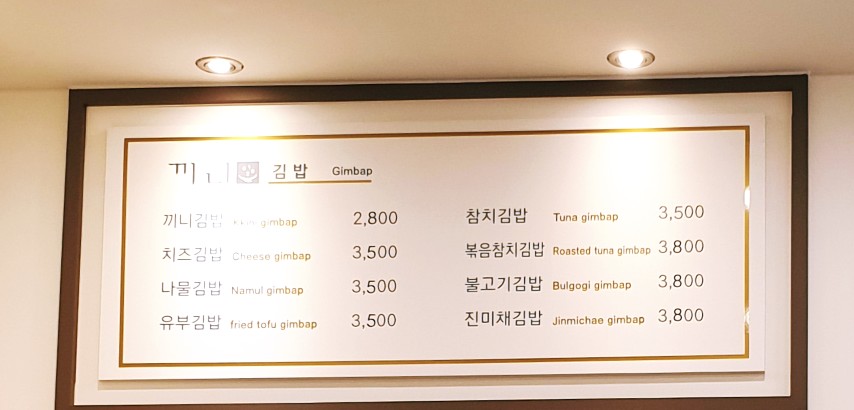 끼니 김밥 Gimbap
끼니김밥 Kkini gimbap 2,800
치즈김밥 Cheese gimbap 3,500
나물김밥 Namul gimbap 3,500
유부김밥 fried tofu gimbap 3,500
참치김밥 Tuna gimbap 3,500
볶음참치김밥 Roasted tuna gimbap 3,800
불고기김밥 Bulgogi gimbap 3,800
진미채김밥 Jinmichae gimbap 3,800